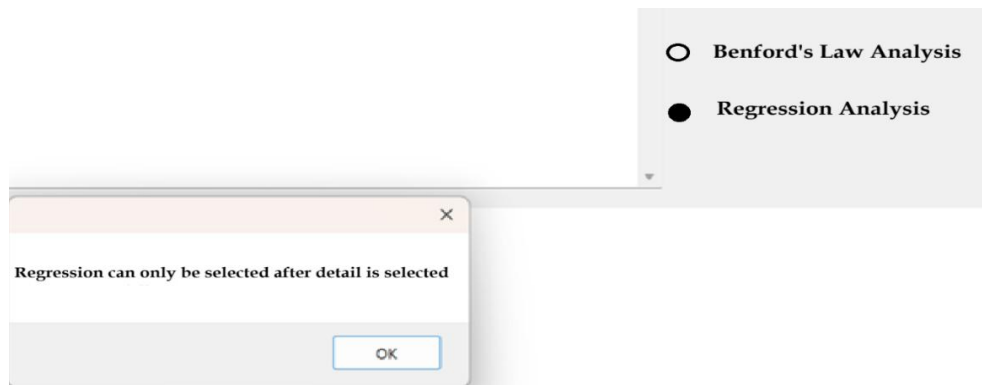 Benford's Law Analysis
Regression Analysis
Regression can only be selected after detail is selected
OK